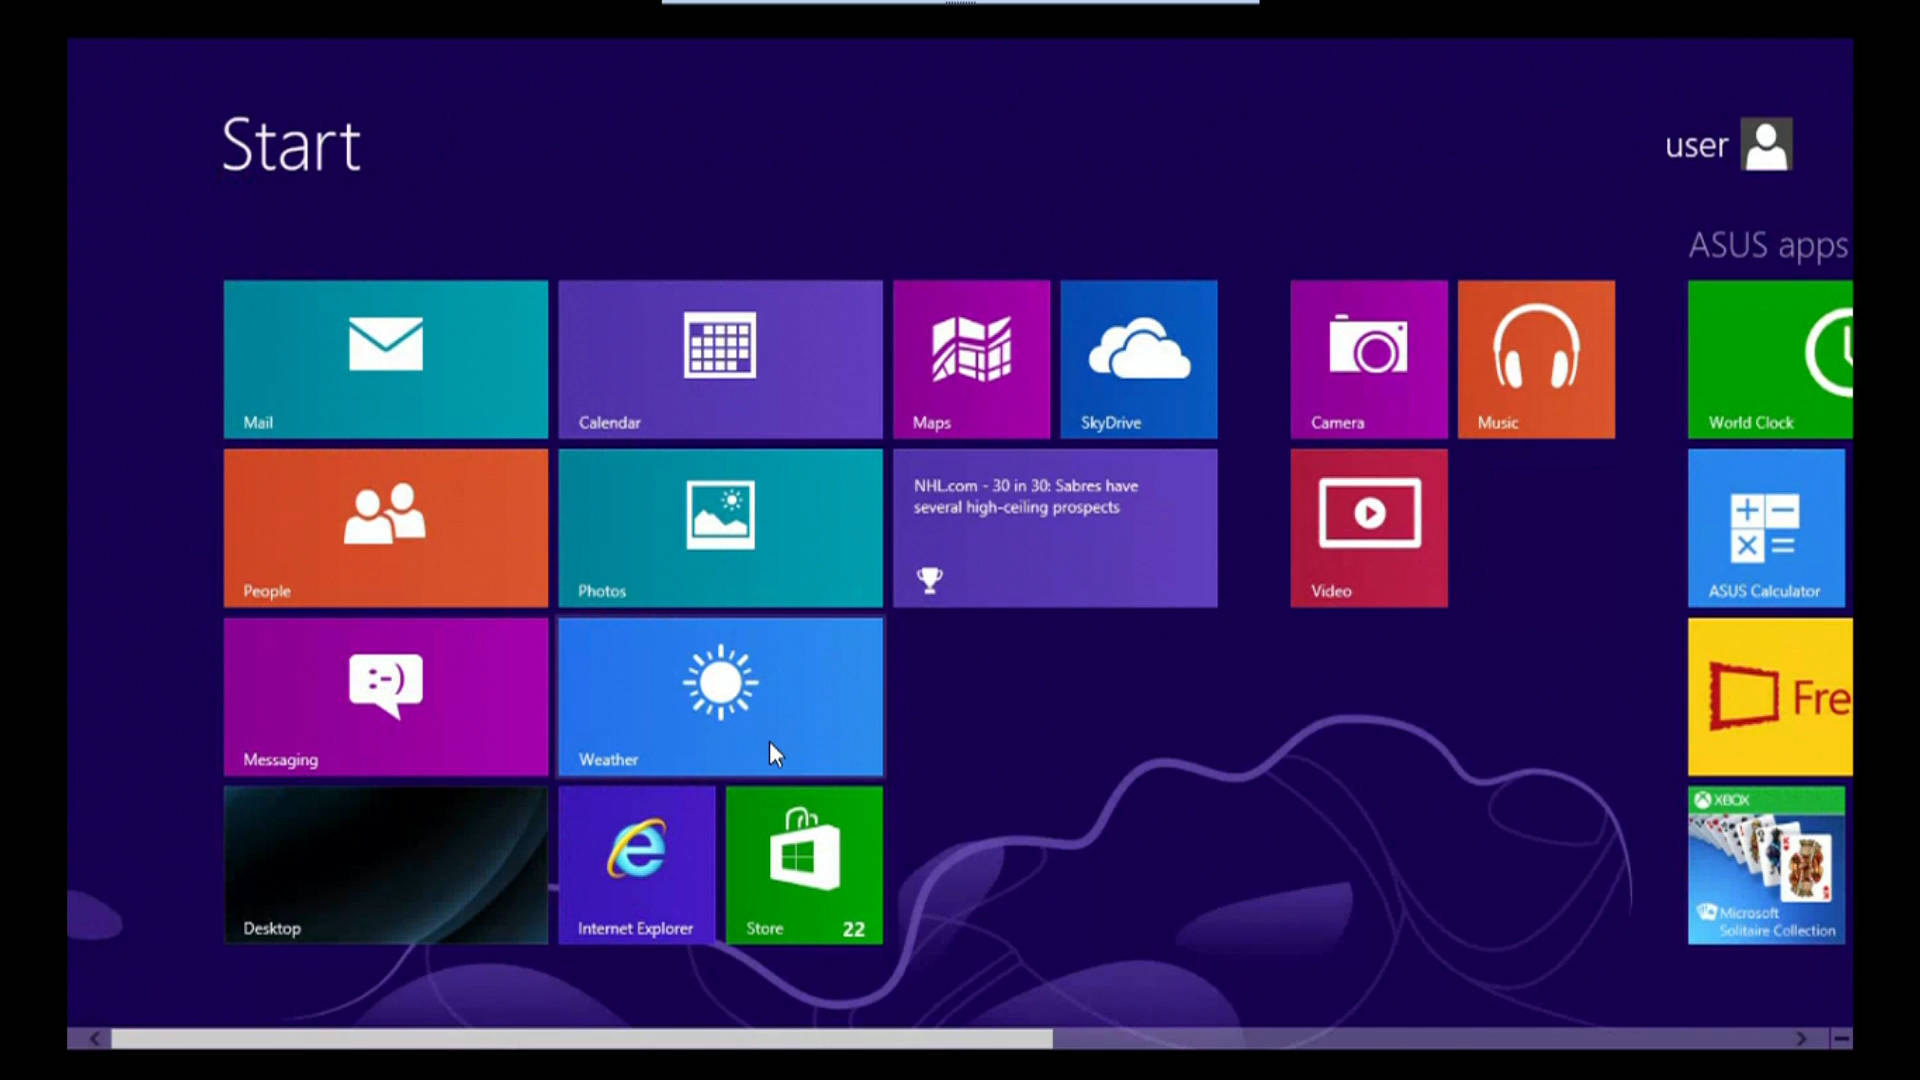 Start
user
ASUS apps
Mail
Calendar
Maps
SkyDrive
Camera
Music
World Clock
People
Photos
NHL.com - 30 in 30: Sabres have
several high-ceiling prospects
Video
ASUS Calculator
Messaging
:-)
Weather
Fre
Desktop
Internet Explorer
Store
22
XBOX
Microsoft
Solitaire Collection